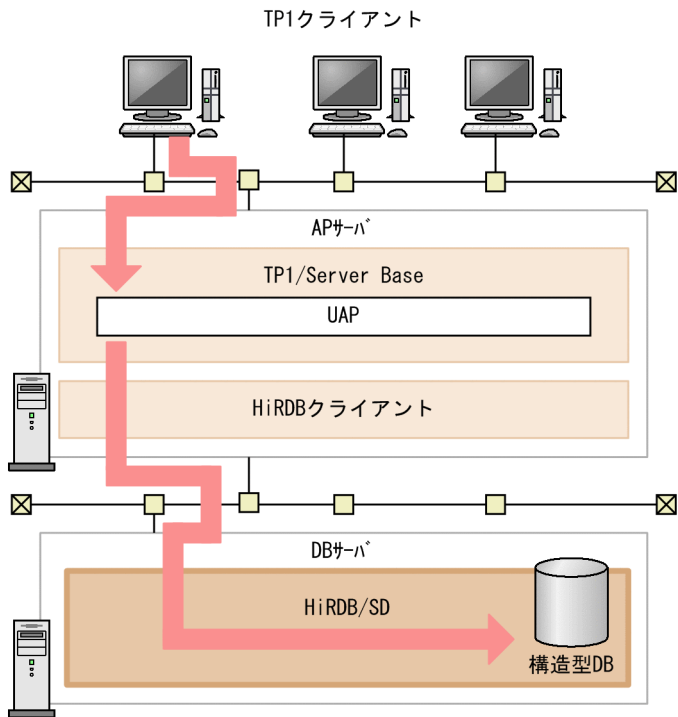 TP1クライアント
APサーバ
TP1/Server Base
UAP
HiRDBクライアント
DBサーバ
HiRDB/SD
構造型DB